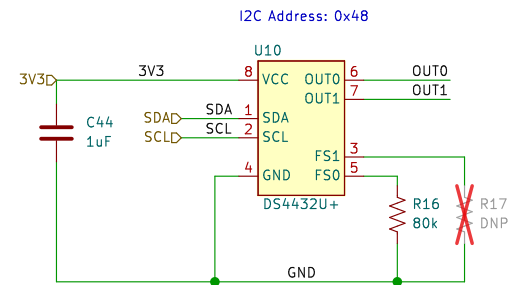 I2C Address: 0x48
U10
3V3
3V3
8
VCC
OUT0
6
OUT0
OUT1
7
OUT1
C44
1uF
SDA
SDA
1
SDA
SCL
SCL
2
SCL
FS1
3
4
GND
FS0
5
DS4432U+
R16
80k
R17
DNP
GND